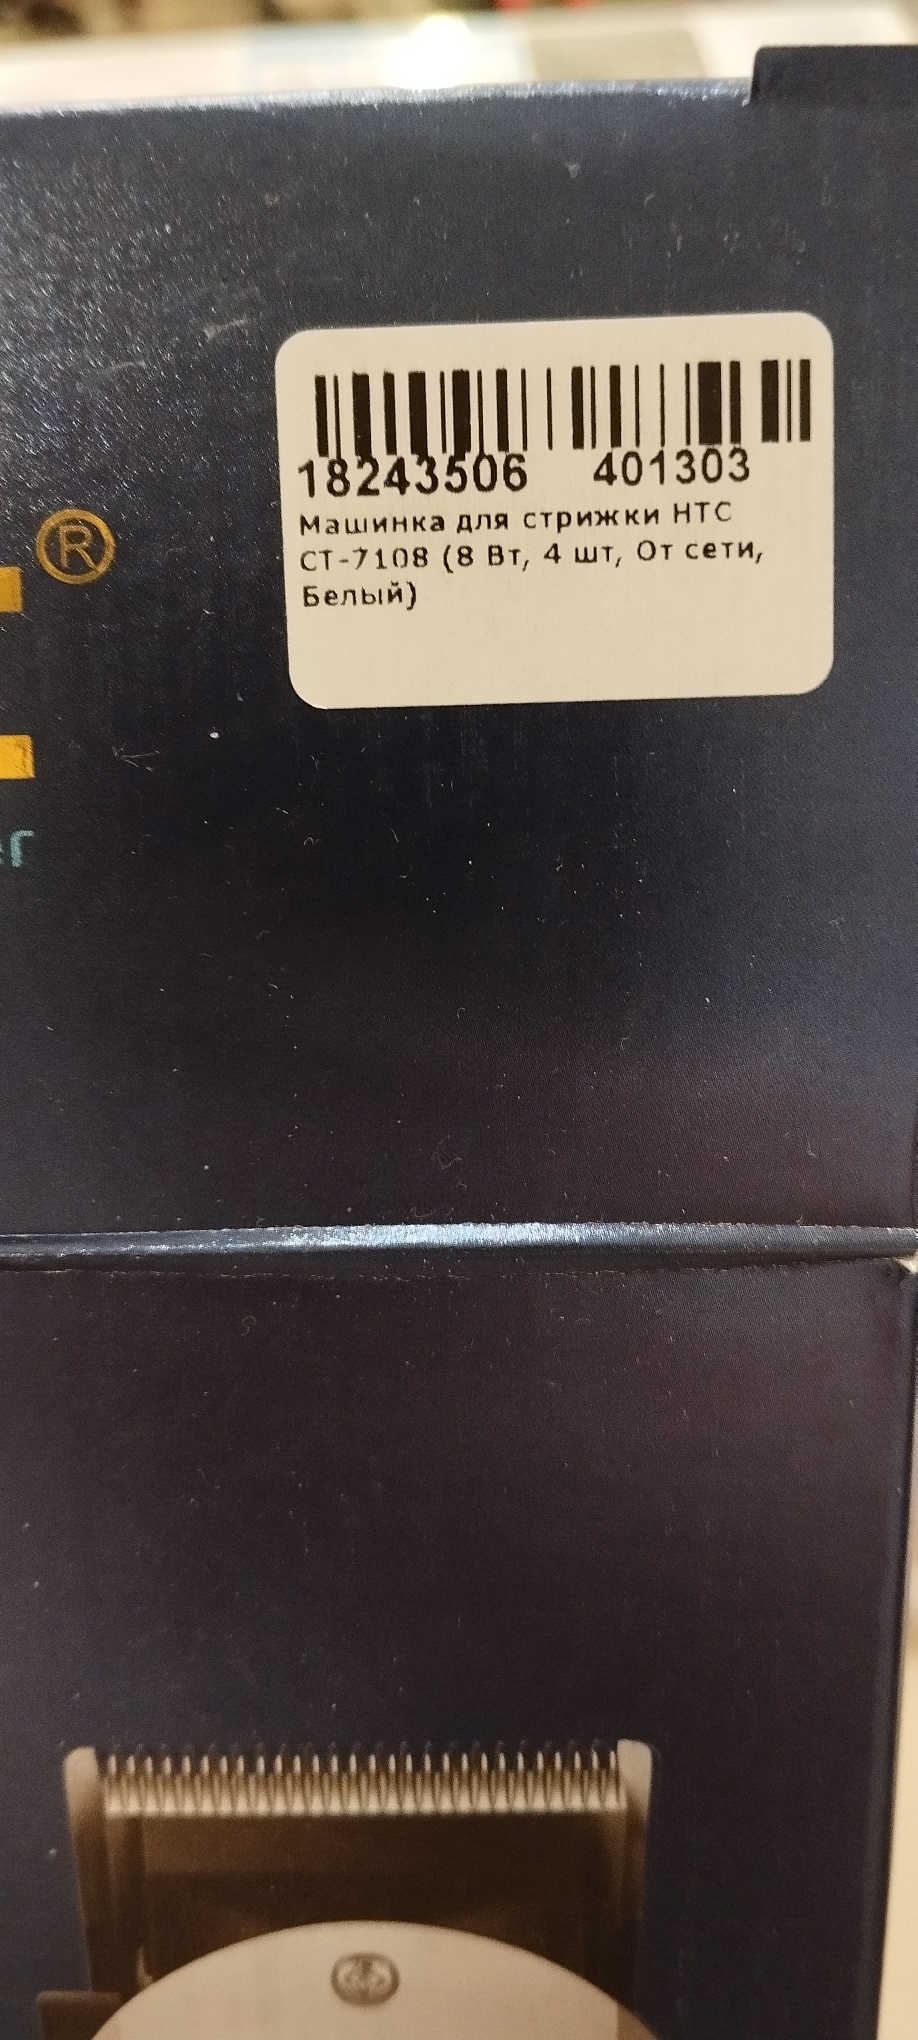 18243506 401303
Машинка для стрижки HTC
CT-7108 (8 Вт, 4 шт, От сети,
Белый)
®